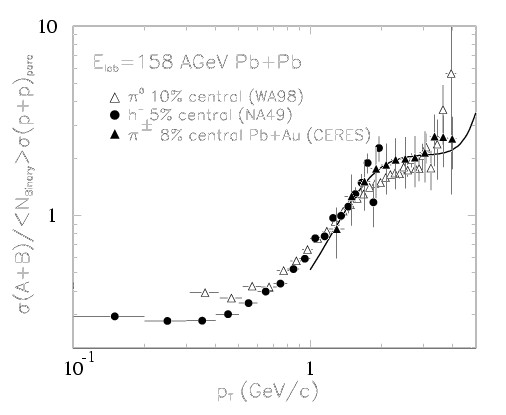 10
E_lab=158 AGeV Pb+Pb
△ π° 10% central (WA98)
● h⁻ 5% central (NA49)
▲ π± 8% central Pb+Au (CERES)
σ(A+B)/<N_Binary>σ(p+p)_para
1
10⁻¹
1
p_T (GeV/c)